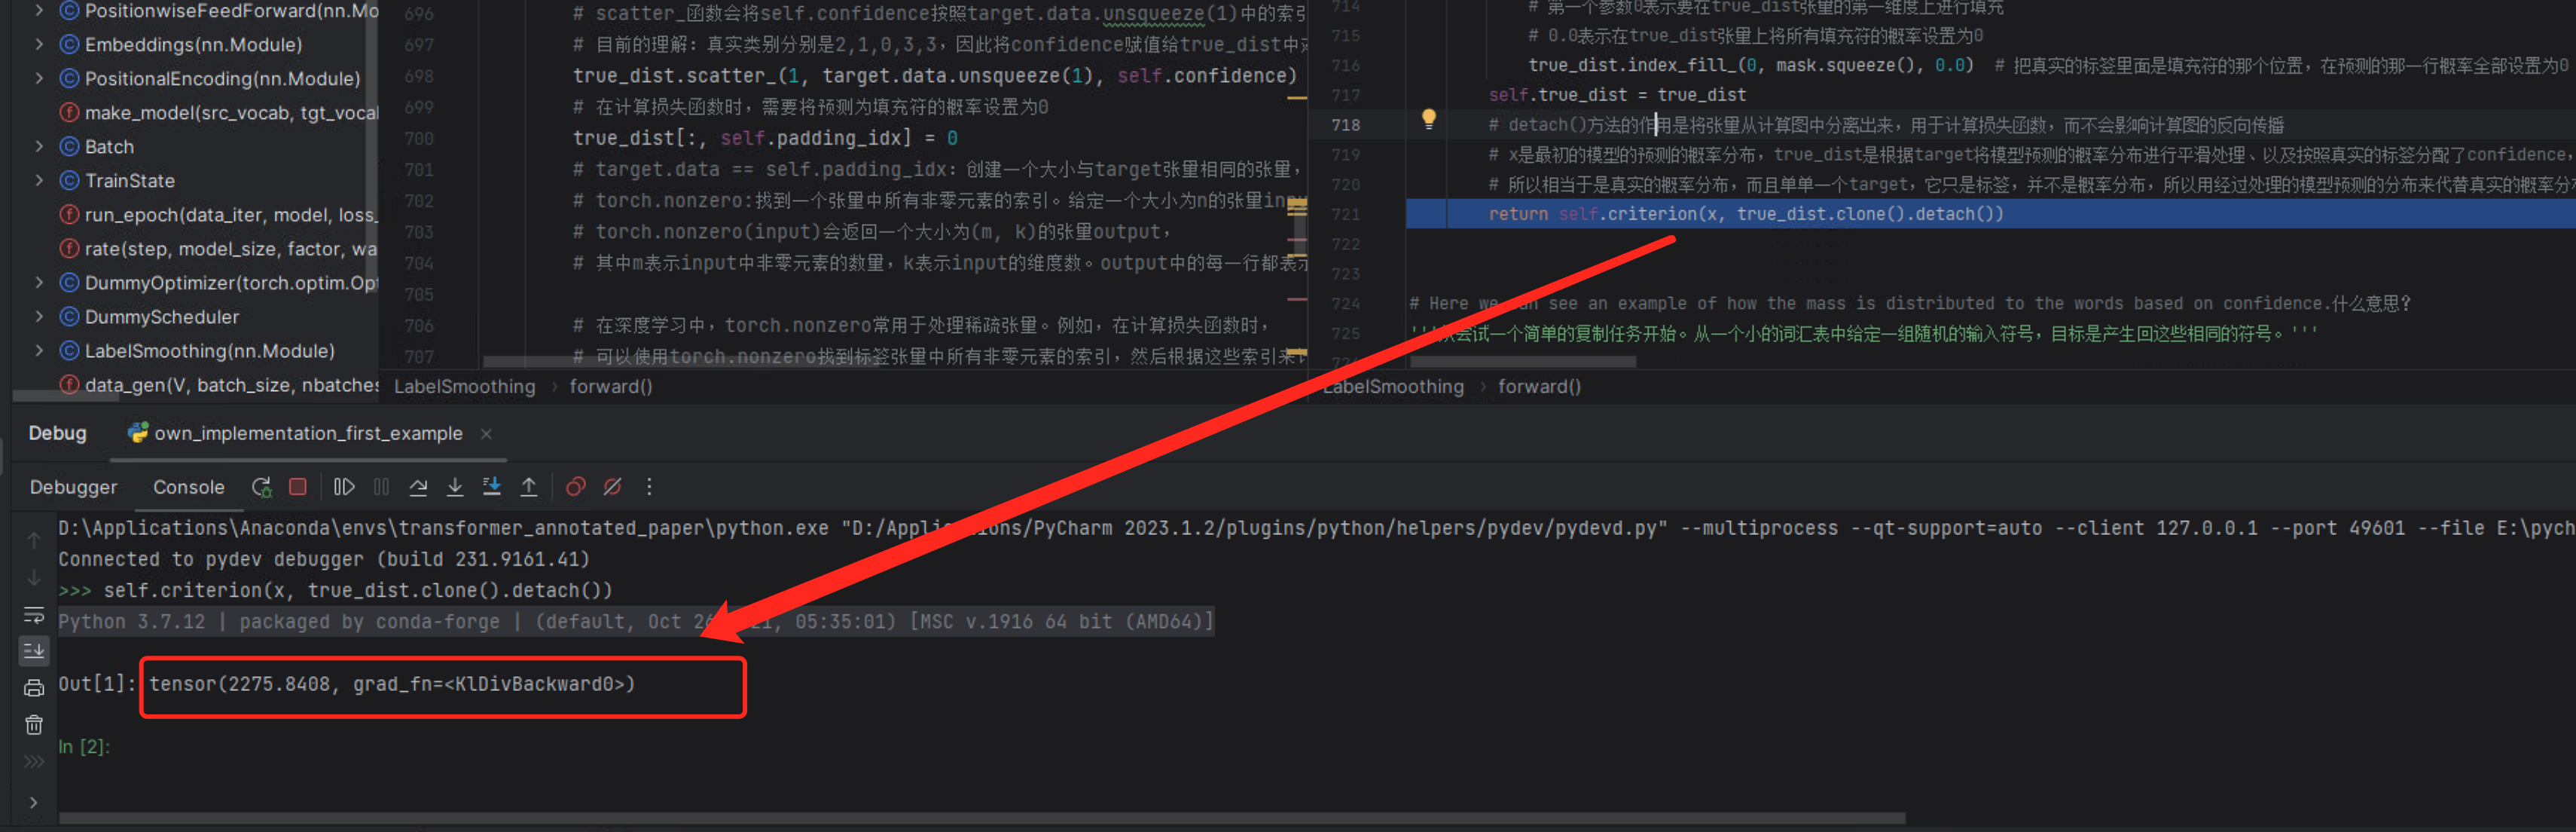 PositionwiseFeedForward(nn.Mo
Embeddings(nn.Module)
PositionalEncoding(nn.Module)
make_model(src_vocab, tgt_vocal
Batch
TrainState
run_epoch(data_iter, model, loss_
rate(step, model_size, factor, wa
DummyOptimizer(torch.optim.Opt
DummyScheduler
LabelSmoothing(nn.Module)
data_gen(V, batch_size, nbatches
696 # scatter_函数会将self.confidence按照target.data.unsqueeze(1)中的索引
697 # 目前的理解：真实类别分别是2,1,0,3,3，因此将confidence赋值给true_dist中
698 true_dist.scatter_(1, target.data.unsqueeze(1), self.confidence)
699 # 在计算损失函数时，需要将预测为填充符的概率设置为0
700 true_dist[:, self.padding_idx] = 0
701 # target.data == self.padding_idx：创建一个大小与target张量相同的张量，
702 # torch.nonzero:找到一个张量中所有非零元素的索引。给定一个大小为n的张量inp
703 # torch.nonzero(input)会返回一个大小为(m, k)的张量output，
704 # 其中m表示input中非零元素的数量，k表示input的维度数。output中的每一行都表示
705
706 # 在深度学习中，torch.nonzero常用于处理稀疏张量。例如，在计算损失函数时，
707 # 可以使用torch.nonzero找到标签张量中所有非零元素的索引，然后根据这些索引来
LabelSmoothing › forward()
714 # 第一个参数0表示要在true_dist张量的第一维度上进行填充
715 # 0.0表示在true_dist张量上将所有填充符的概率设置为0
716 true_dist.index_fill_(0, mask.squeeze(), 0.0) # 把真实的标签里面是填充符的那个位置，在预测的那一行概率全部设置为0
717 self.true_dist = true_dist
718 # detach()方法的作用是将张量从计算图中分离出来，用于计算损失函数，而不会影响计算图的反向传播
719 # x是最初的模型的预测的概率分布，true_dist是根据target将模型预测的概率分布进行平滑处理、以及按照真实的标签分配了confidence，
720 # 所以相当于是真实的概率分布，而且单单一个target，它只是标签，并不是概率分布，所以用经过处理的模型预测的分布来代替真实的概率分
721 return self.criterion(x, true_dist.clone().detach())
722
723
724 # Here we can see an example of how the mass is distributed to the words based on confidence.什么意思？
725 尝试一个简单的复制任务开始。从一个小的词汇表中给定一组随机的输入符号，目标是产生回这些相同的符号。'''
LabelSmoothing › forward()
Debug own_implementation_first_example
Debugger Console
D:\Applications\Anaconda\envs\transformer_annotated_paper\python.exe "D:/Applications/PyCharm 2023.1.2/plugins/python/helpers/pydev/pydevd.py" --multiprocess --qt-support=auto --client 127.0.0.1 --port 49601 --file E:\pych
Connected to pydev debugger (build 231.9161.41)
>>> self.criterion(x, true_dist.clone().detach())
Python 3.7.12 | packaged by conda-forge | (default, Oct 26 05:35:01) [MSC v.1916 64 bit (AMD64)]
Out[1]: tensor(2275.8408, grad_fn=<KlDivBackward0>)
In [2]: